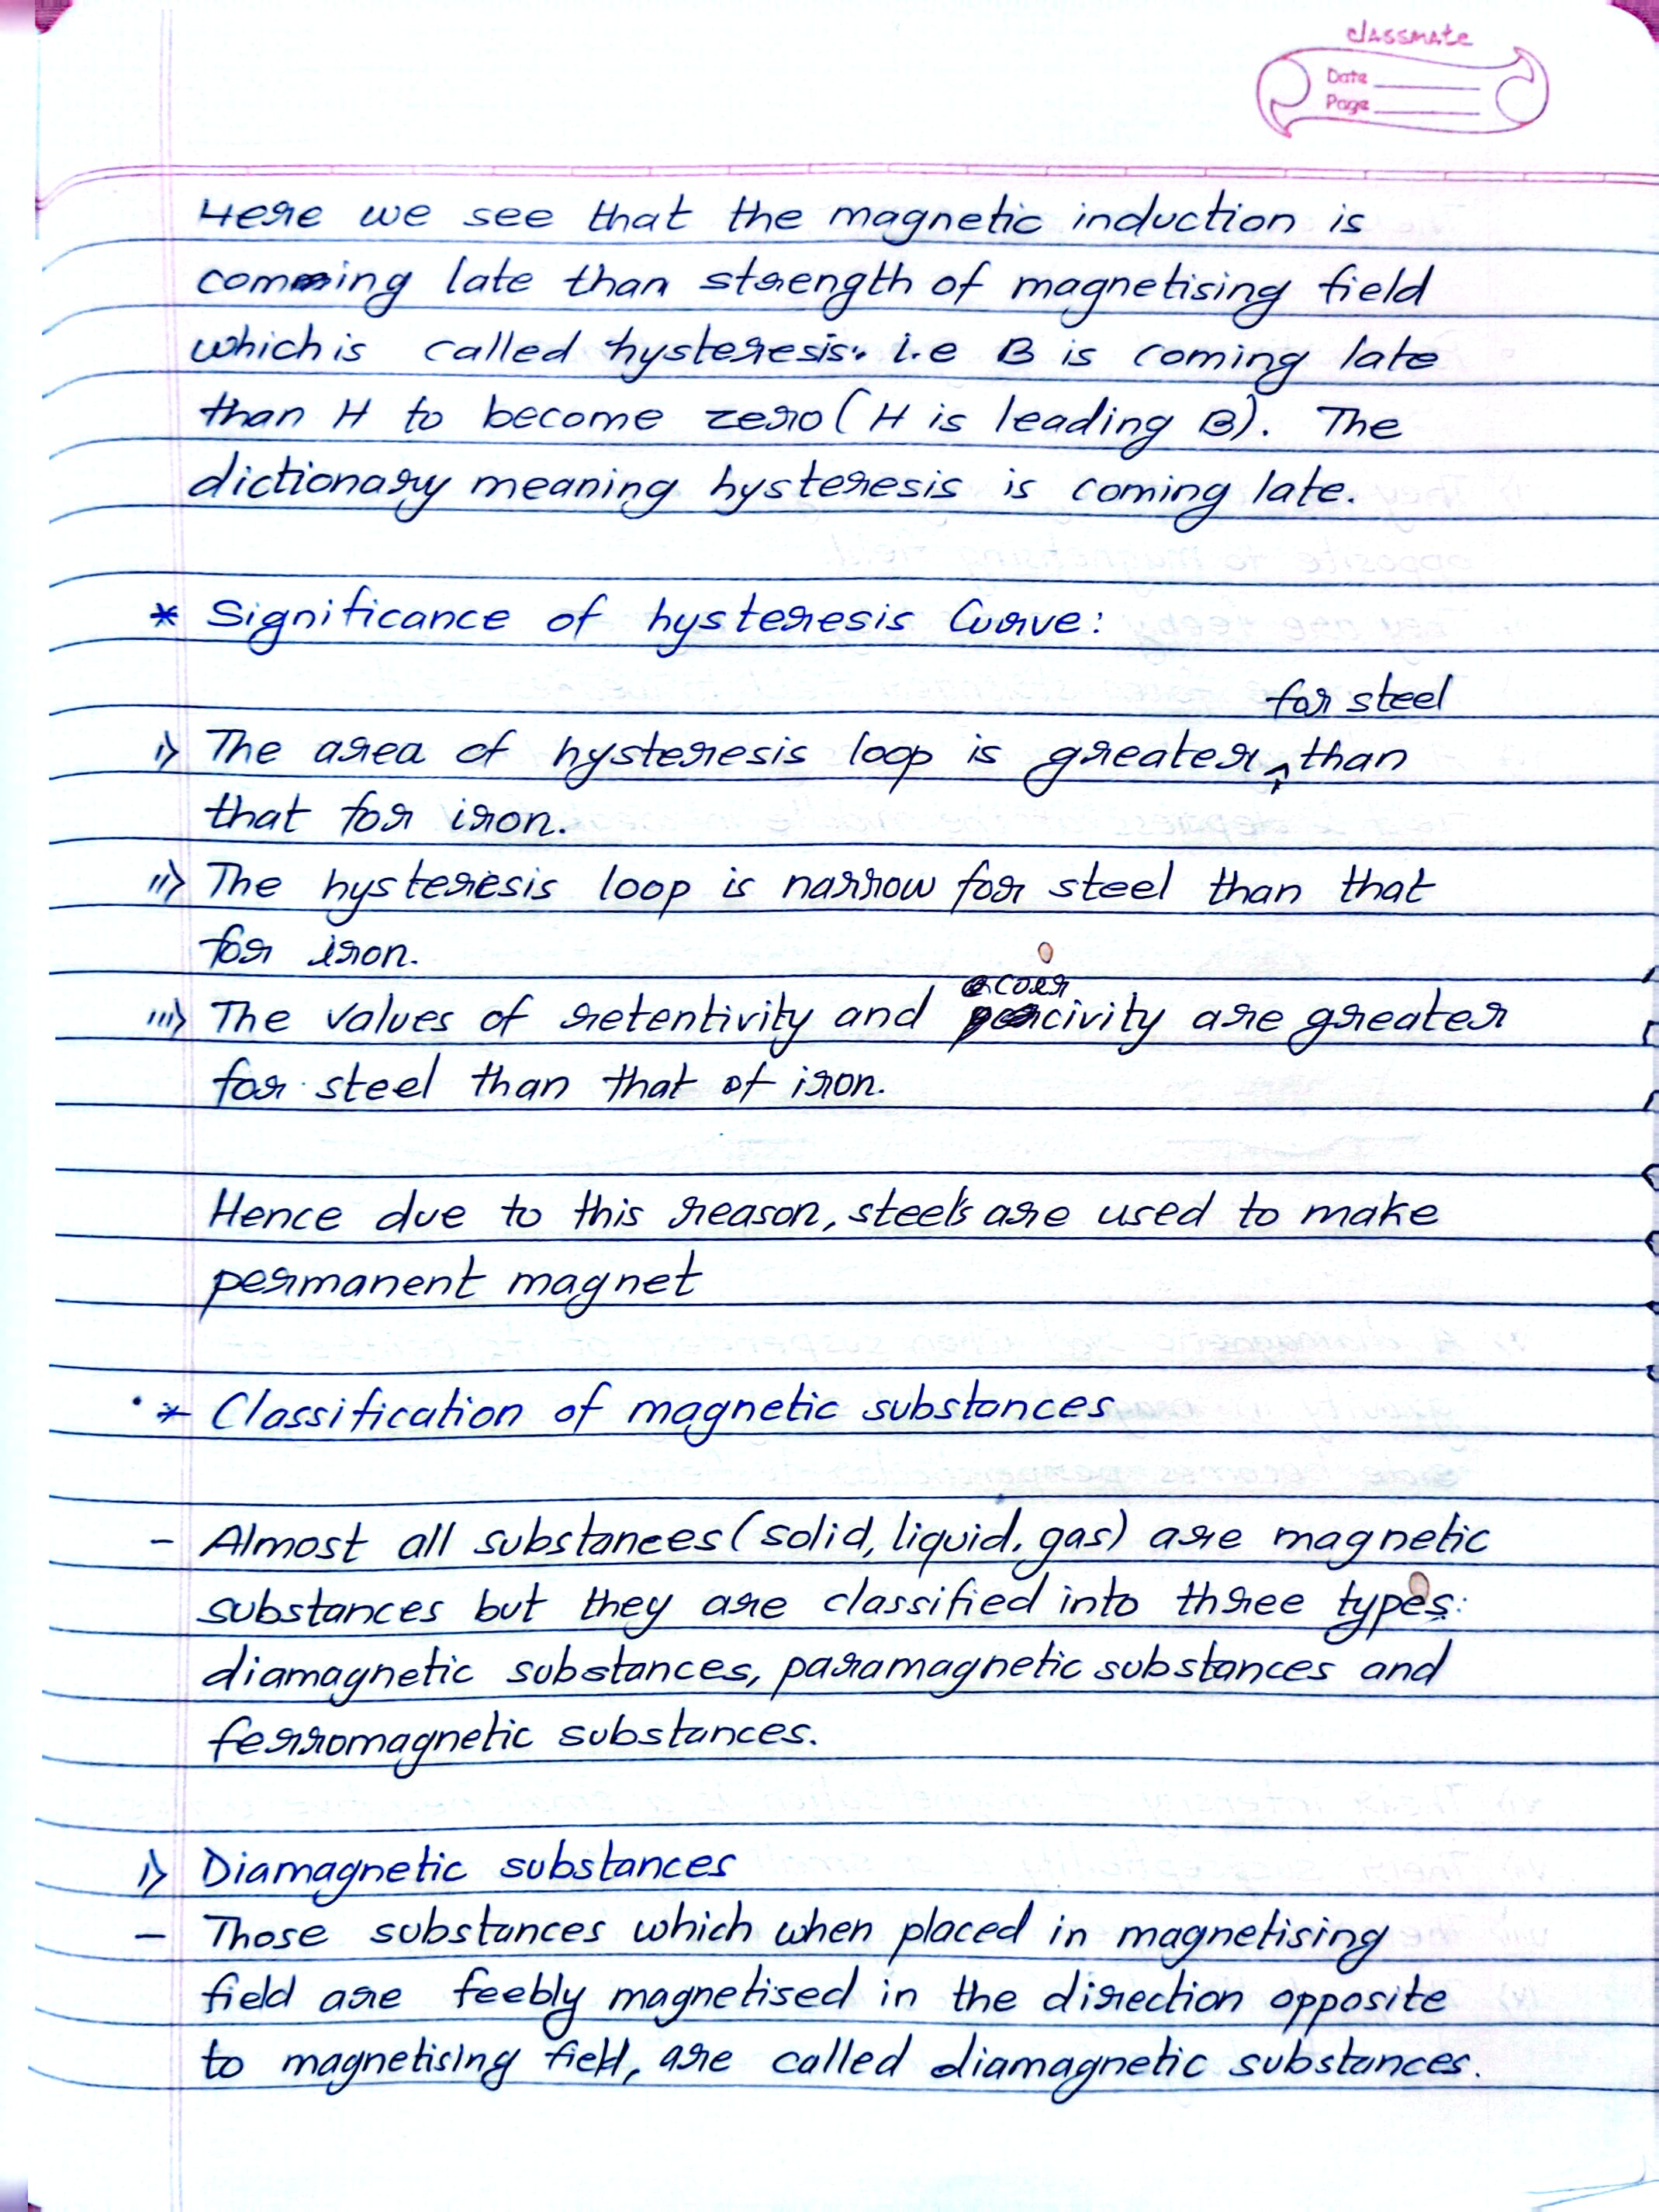 classmate
Date
Page
Here we see that the magnetic induction is
comming late than strength of magnetising field
which is called hysteresis. i.e B is coming late
than H to become zero (H is leading B). The
dictionary meaning hysteresis is coming late.
* Significance of hysteresis Curve:
for steel
i) The area of hysteresis loop is greater ‸ than
that for iron.
ii) The hysteresis loop is narrow for steel than that
for iron.
coer
iii) The values of retentivity and civity are greater
for steel than that of iron.
Hence due to this reason, steels are used to make
permanent magnet
* Classification of magnetic substances
- Almost all substances (solid, liquid, gas) are magnetic
substances but they are classified into three types:
diamagnetic substances, paramagnetic substances and
ferromagnetic substances.
i) Diamagnetic substances
- Those substances which when placed in magnetising
field are feebly magnetised in the direction opposite
to magnetising field, are called diamagnetic substances.